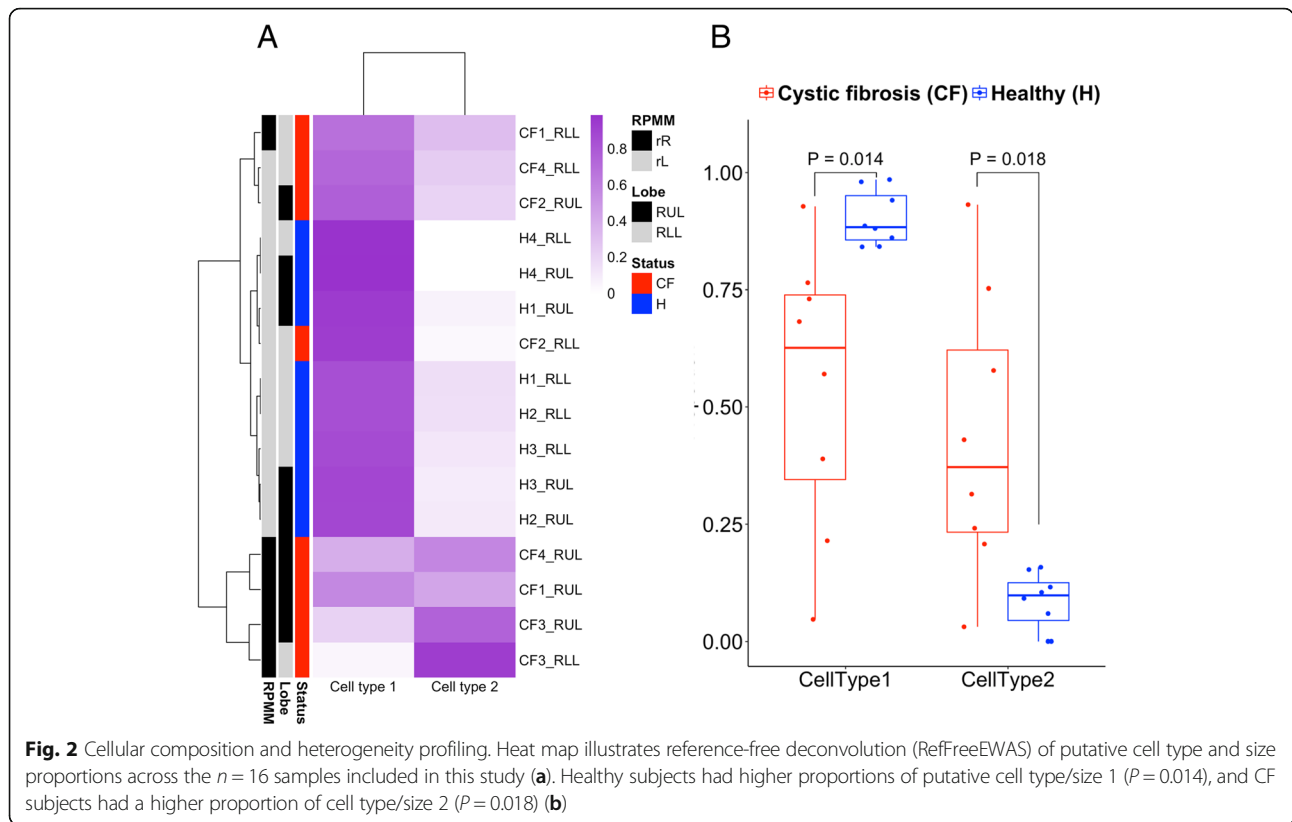 A
RPMM
rR
rL
Lobe
RUL
RLL
Status
CF
H
0.8
0.6
0.4
0.2
0
CF1_RLL
CF4_RLL
CF2_RUL
H4_RLL
H4_RUL
H1_RUL
CF2_RLL
H1_RLL
H2_RLL
H3_RLL
H3_RUL
H2_RUL
CF4_RUL
CF1_RUL
CF3_RUL
CF3_RLL
RPMM
Lobe
Status
Cell type 1
Cell type 2
B
Cystic fibrosis (CF) Healthy (H)
P = 0.014
P = 0.018
1.00
0.75
0.50
0.25
0.00
CellType1
CellType2
Fig. 2 Cellular composition and heterogeneity profiling. Heat map illustrates reference-free deconvolution (RefFreeEWAS) of putative cell type and size
proportions across the n = 16 samples included in this study (a). Healthy subjects had higher proportions of putative cell type/size 1 (P = 0.014), and CF
subjects had a higher proportion of cell type/size 2 (P = 0.018) (b)